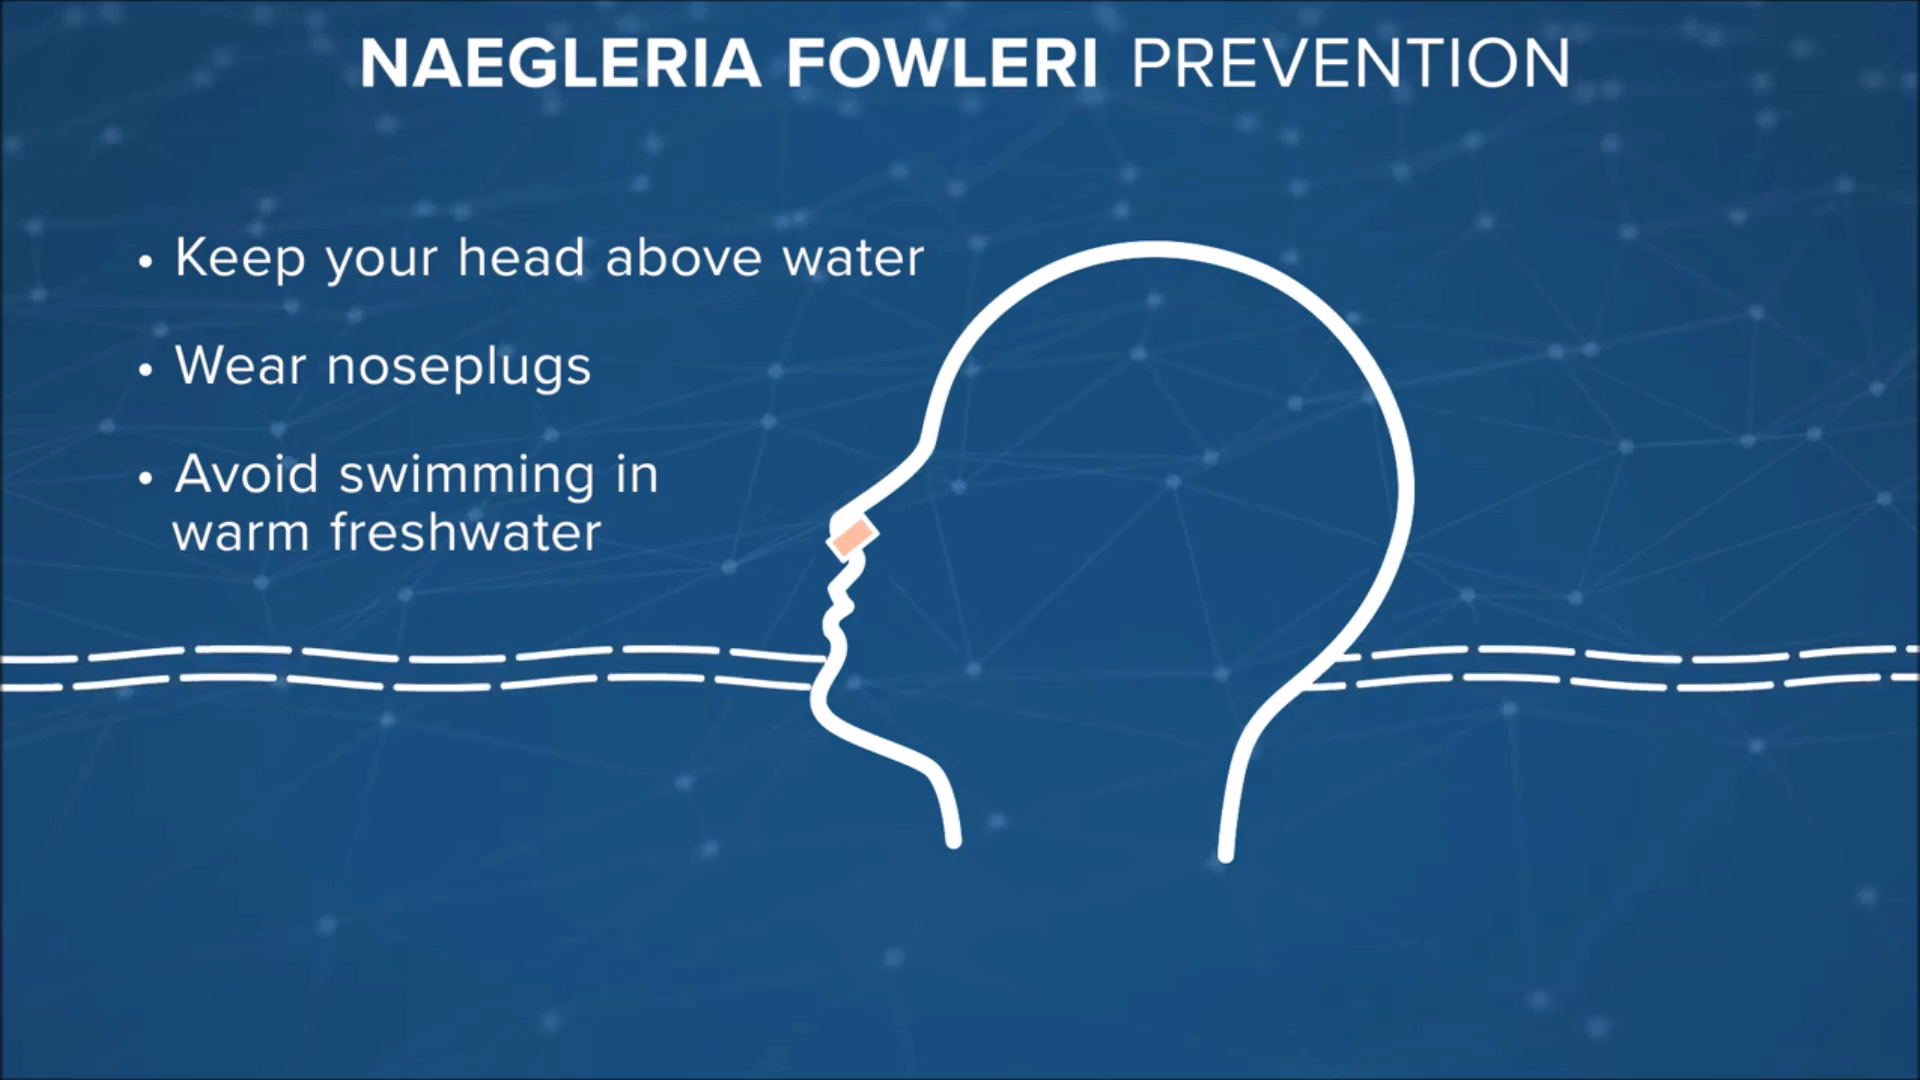 NAEGLERIA FOWLERI PREVENTION
• Keep your head above water
• Wear noseplugs
• Avoid swimming in
warm freshwater